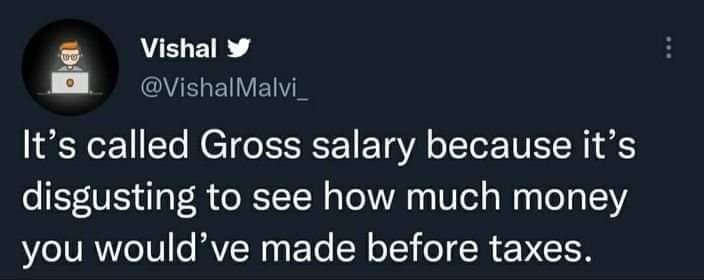 Vishal
@VishalMalvi_
It's called Gross salary because it's
disgusting to see how much money
you would've made before taxes.